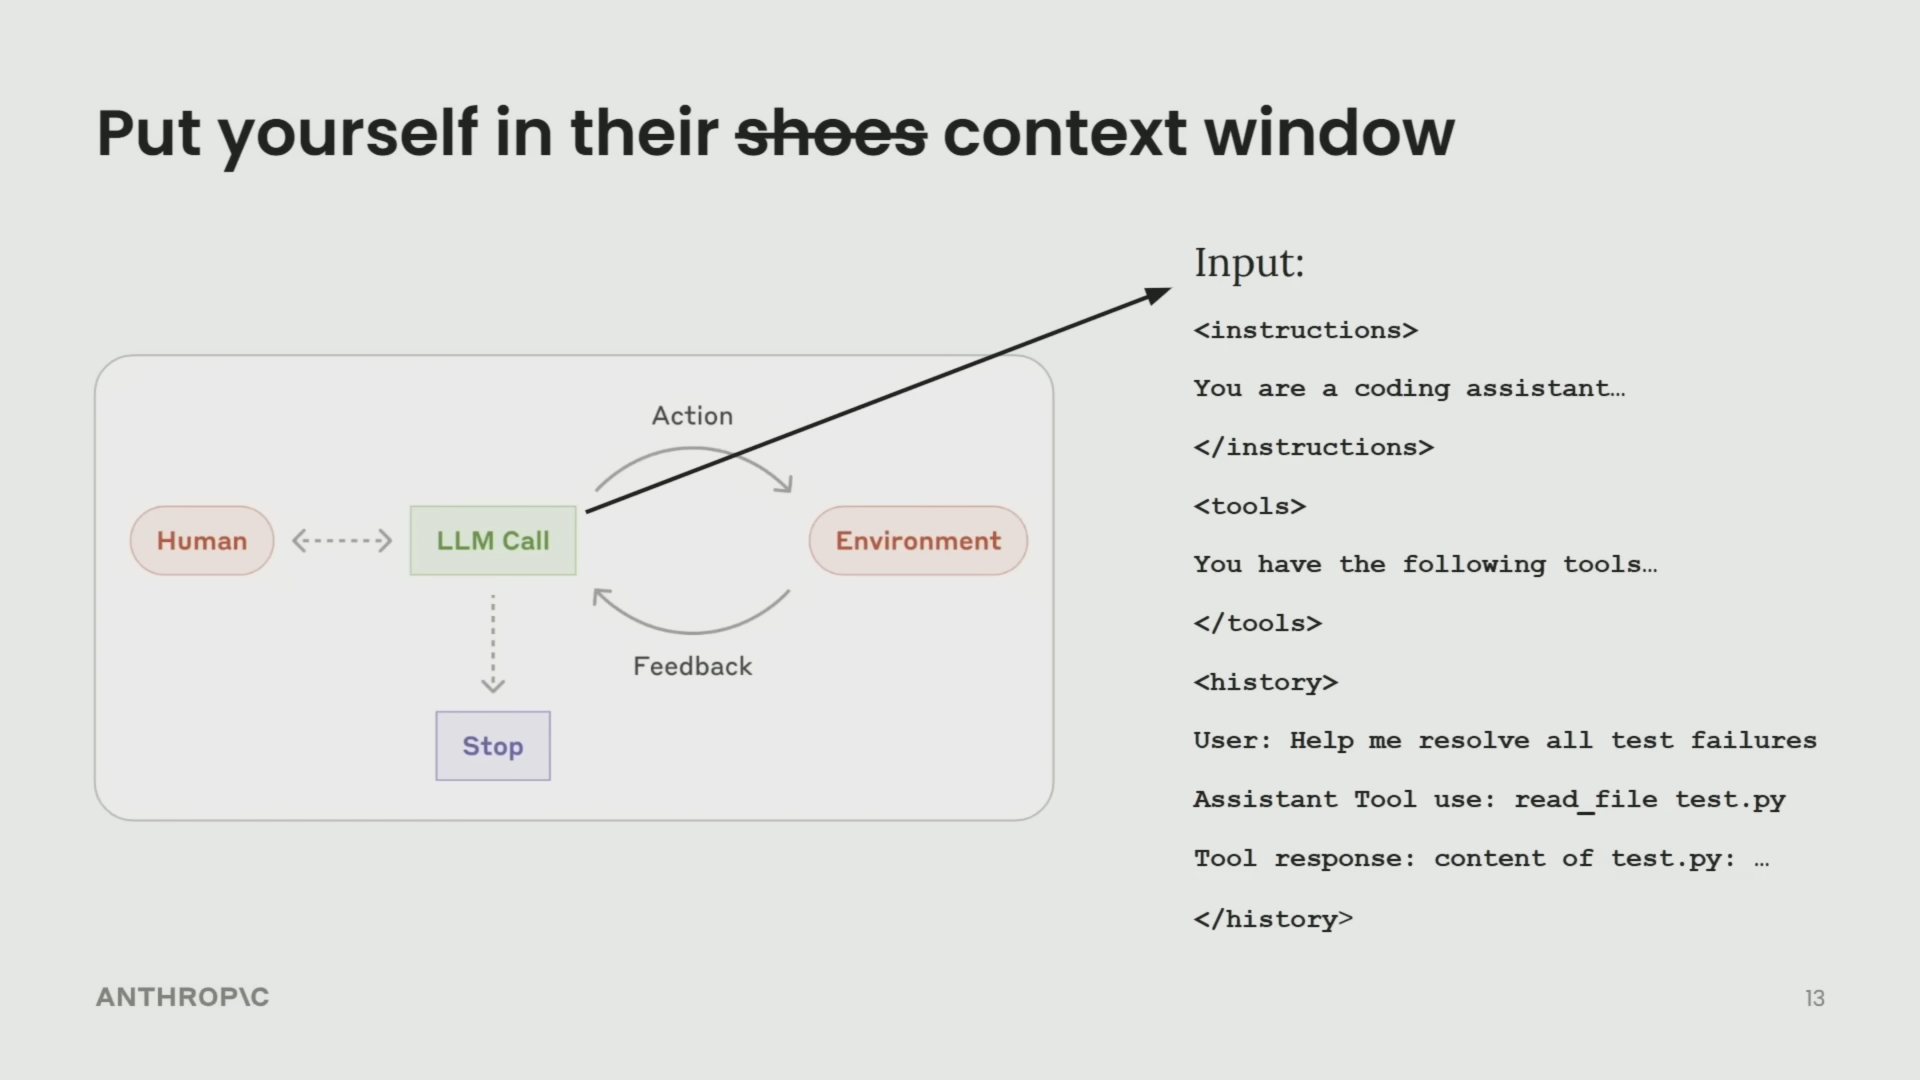 Put yourself in their shoes context window
Action
Human
LLM Call
Environment
Feedback
Stop
Input:
<instructions>
You are a coding assistant…
</instructions>
<tools>
You have the following tools…
</tools>
<history>
User: Help me resolve all test failures
Assistant Tool use: read_file test.py
Tool response: content of test.py: …
</history>
ANTHROP\C
13